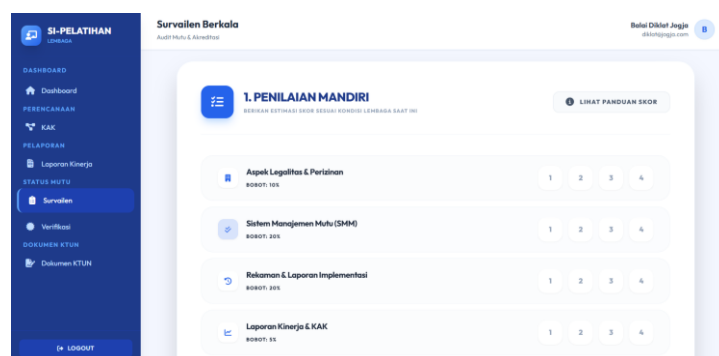 SI-PELATIHAN
LEMBAGA
DASHBOARD
Dashboard
PERENCANAAN
KAK
PELAPORAN
Laporan Kinerja
STATUS MUTU
Survailen
Verifikasi
DOKUMEN KTUN
Dokumen KTUN
LOGOUT
Survailen Berkala
Audit Mutu & Akreditasi
Balai Diklat Jogja
diklat@jogja.com
B
1. PENILAIAN MANDIRI
BERIKAN ESTIMASI SKOR SESUAI KONDISI LEMBAGA SAAT INI
LIHAT PANDUAN SKOR
Aspek Legalitas & Perizinan
BOBOT: 10%
1 2 3 4
Sistem Manajemen Mutu (SMM)
BOBOT: 20%
1 2 3 4
Rekaman & Laporan Implementasi
BOBOT: 20%
1 2 3 4
Laporan Kinerja & KAK
BOBOT: 5%
1 2 3 4